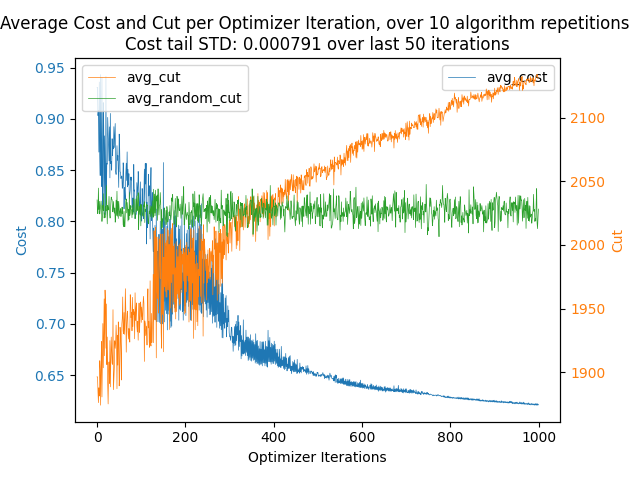 Average Cost and Cut per Optimizer Iteration, over 10 algorithm repetitions
Cost tail STD: 0.000791 over last 50 iterations
avg_cut
avg_random_cut
avg_cost
0.95
0.90
0.85
0.80
0.75
0.70
0.65
Cost
2100
2050
2000
1950
1900
Cut
0 200 400 600 800 1000
Optimizer Iterations